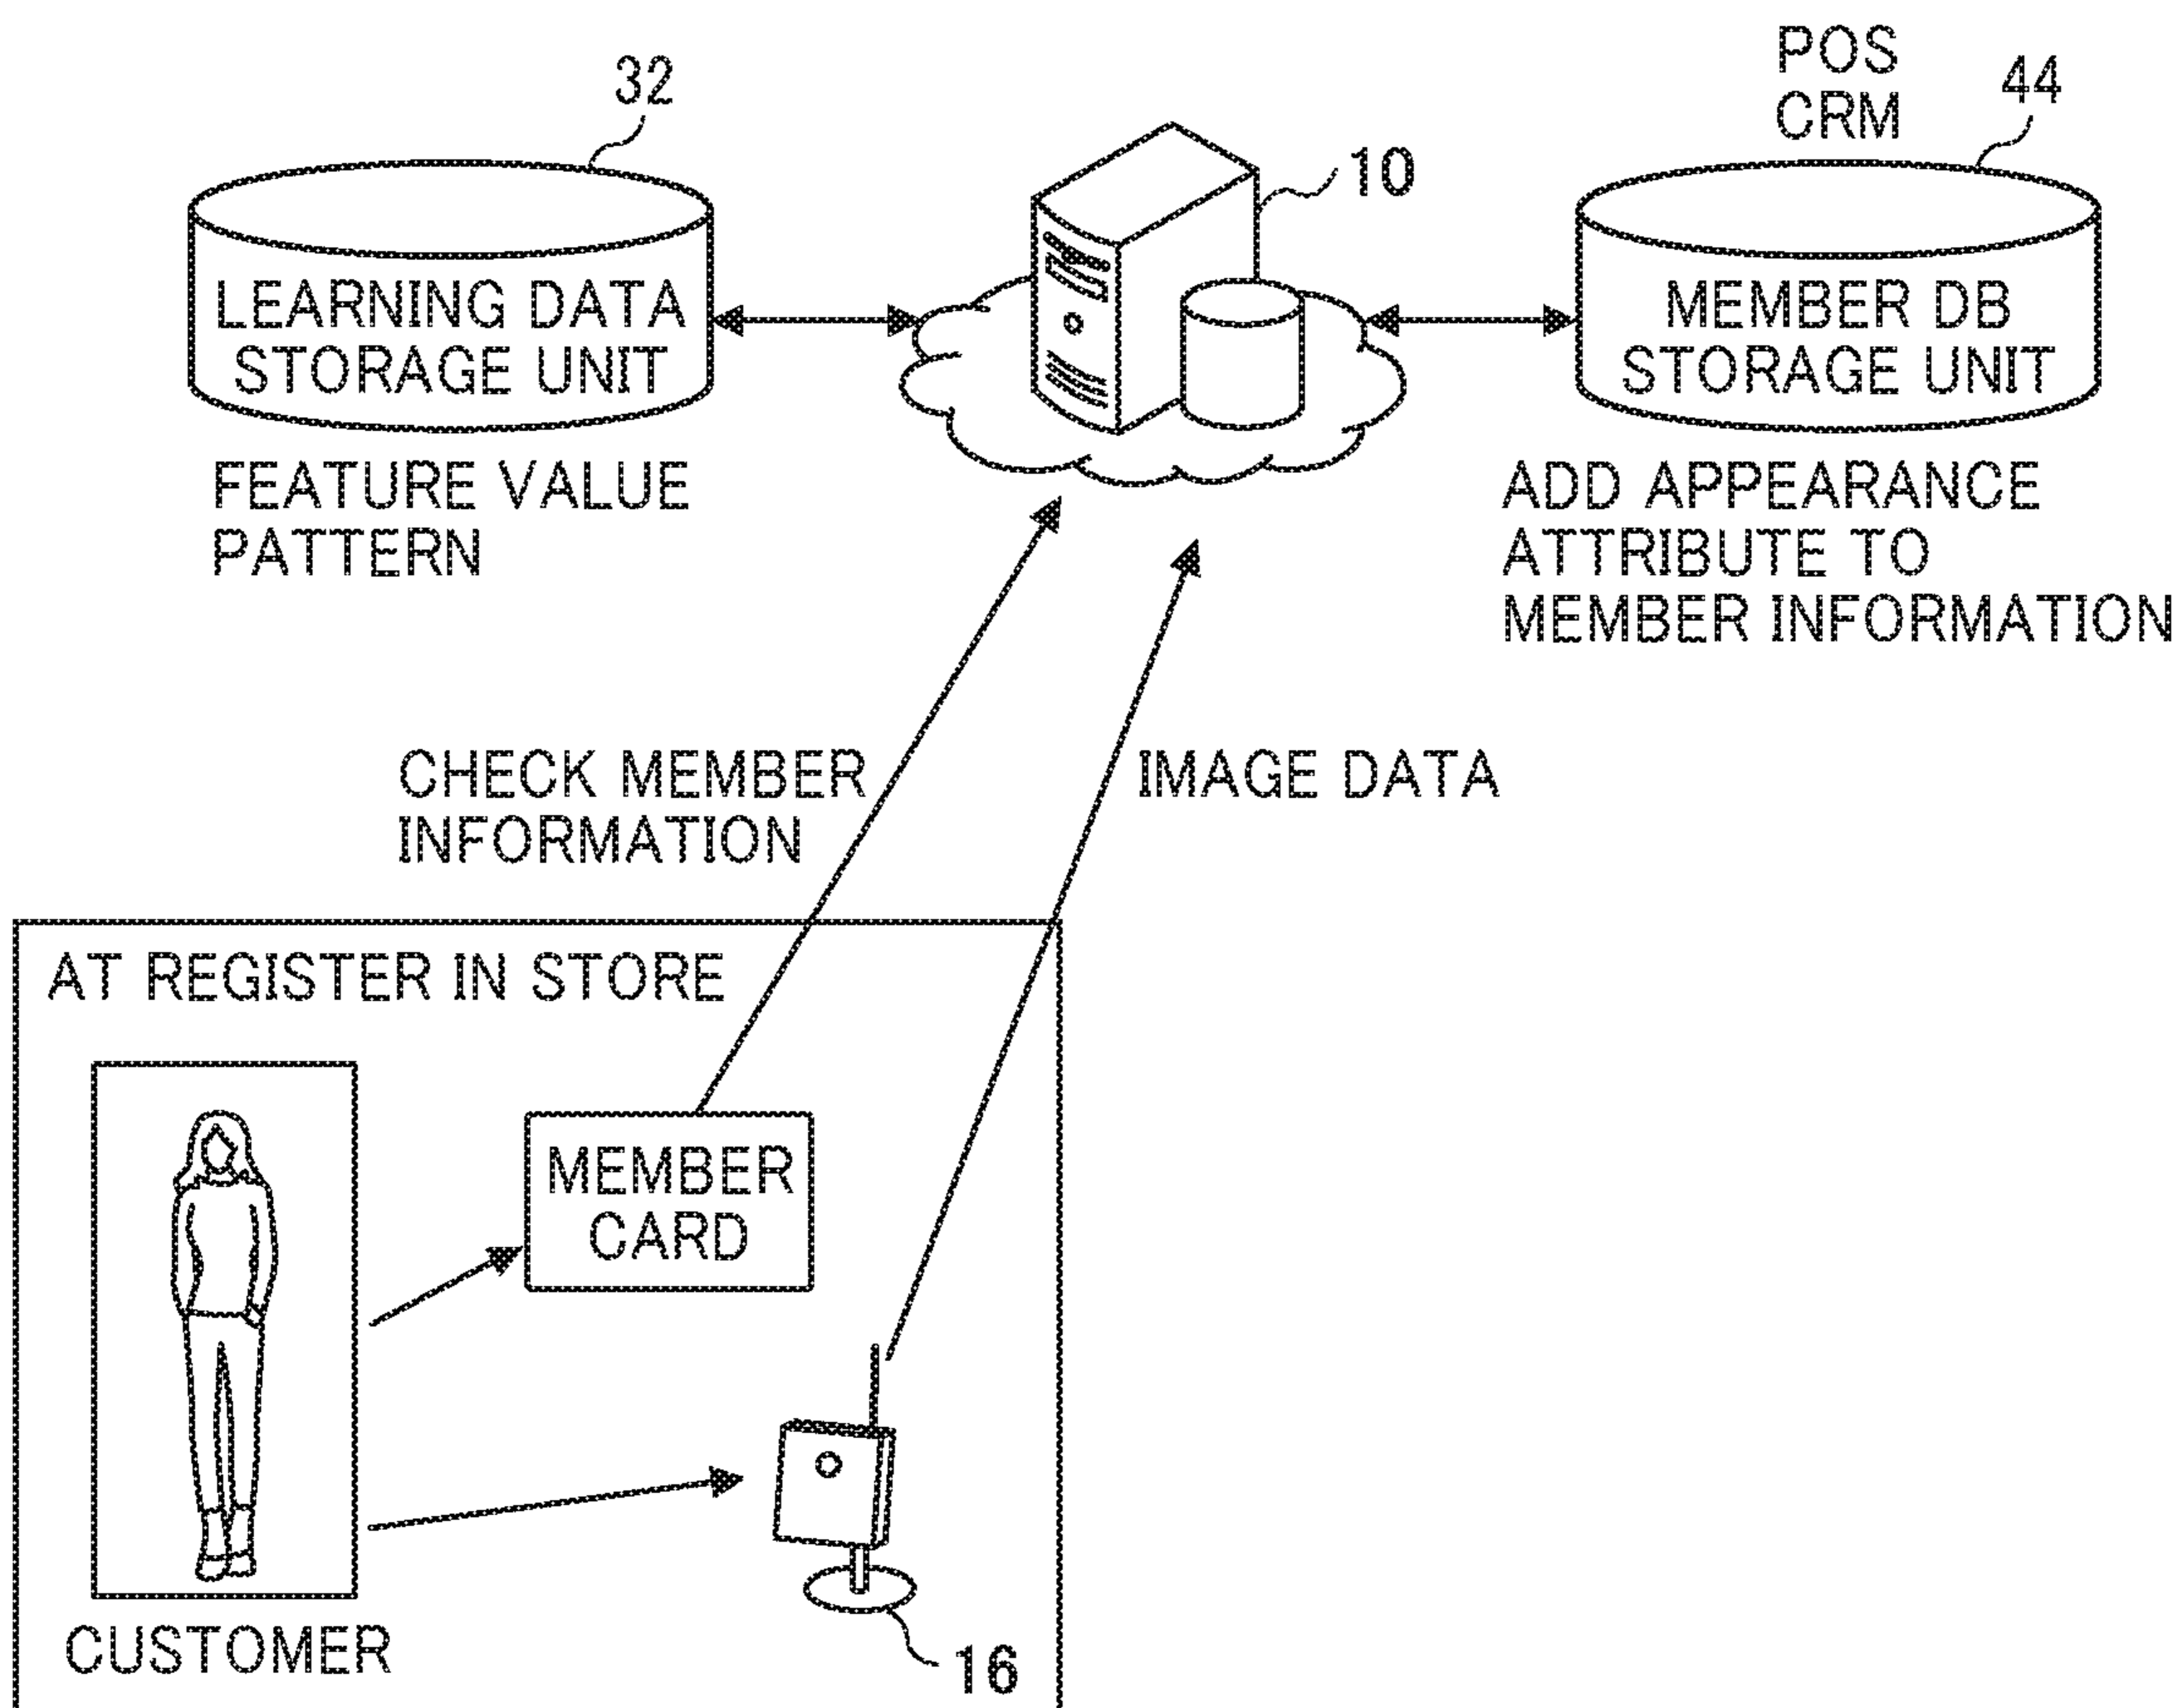 32
10
POS
CRM
44
LEARNING DATA
STORAGE UNIT
MEMBER DB
STORAGE UNIT
FEATURE VALUE
PATTERN
ADD APPEARANCE
ATTRIBUTE TO
MEMBER INFORMATION
CHECK MEMBER
INFORMATION
IMAGE DATA
AT REGISTER IN STORE
MEMBER
CARD
CUSTOMER
16